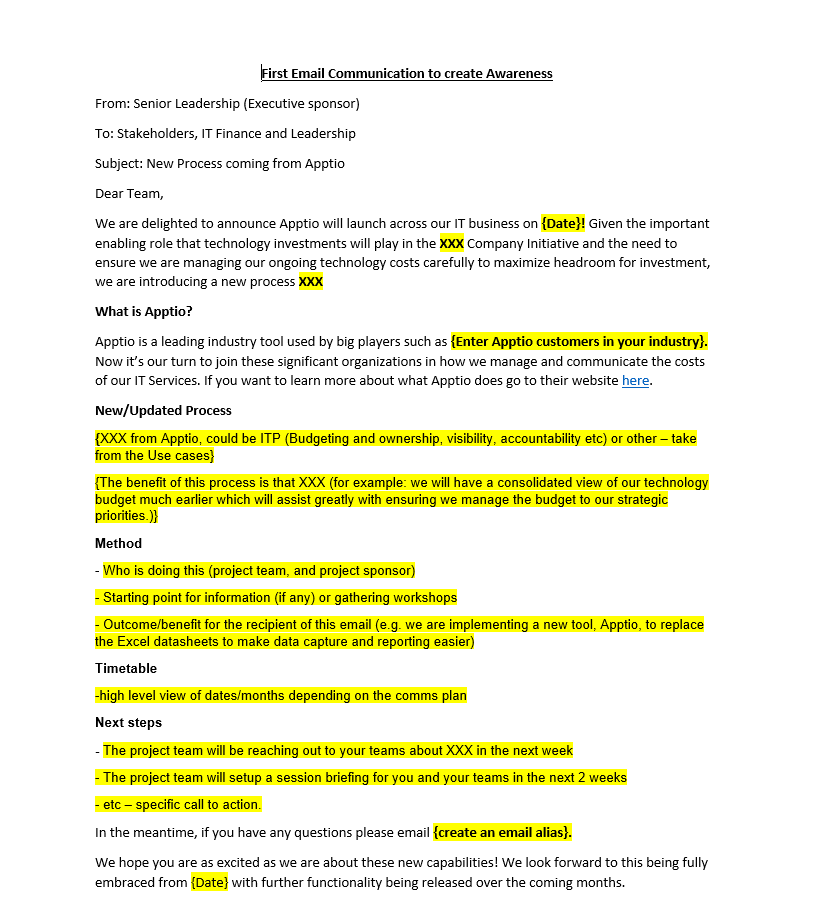 First Email Communication to create Awareness
From: Senior Leadership (Executive sponsor)
To: Stakeholders, IT Finance and Leadership
Subject: New Process coming from Apptio
Dear Team,
We are delighted to announce Apptio will launch across our IT business on {Date}! Given the important
enabling role that technology investments will play in the XXX Company Initiative and the need to
ensure we are managing our ongoing technology costs carefully to maximize headroom for investment,
we are introducing a new process XXX
What is Apptio?
Apptio is a leading industry tool used by big players such as {Enter Apptio customers in your industry}.
Now it's our turn to join these significant organizations in how we manage and communicate the costs
of our IT Services. If you want to learn more about what Apptio does go to their website here.
New/Updated Process
{XXX from Apptio, could be ITP (Budgeting and ownership, visibility, accountability etc) or other – take
from the Use cases}
{The benefit of this process is that XXX (for example: we will have a consolidated view of our technology
budget much earlier which will assist greatly with ensuring we manage the budget to our strategic
priorities.)}
Method
- Who is doing this (project team, and project sponsor)
- Starting point for information (if any) or gathering workshops
- Outcome/benefit for the recipient of this email (e.g. we are implementing a new tool, Apptio, to replace
the Excel datasheets to make data capture and reporting easier)
Timetable
-high level view of dates/months depending on the comms plan
Next steps
- The project team will be reaching out to your teams about XXX in the next week
- The project team will setup a session briefing for you and your teams in the next 2 weeks
- etc – specific call to action.
In the meantime, if you have any questions please email {create an email alias}.
We hope you are as excited as we are about these new capabilities! We look forward to this being fully
embraced from {Date} with further functionality being released over the coming months.